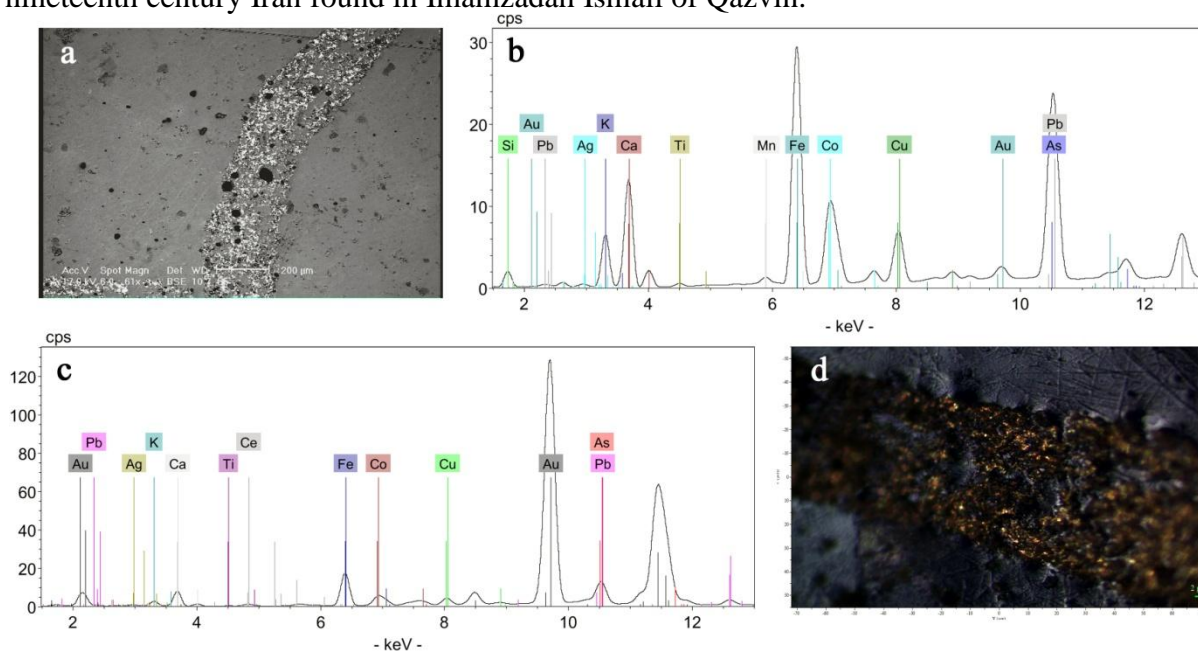 nineteenth century Iran found in Imamzadah Ismail of Qazvin.
a
Acc V Spot Magn Det WD
200 µm
BSE
b
cps
30
20
10
0
Au K Pb
Si Pb Ag Ca Ti Mn Fe Co Cu Au As
2 4 6 8 10 12
- keV -
c
cps
120
100
80
60
40
20
0
Pb K Ce As
Au Ag Ca Ti Fe Co Cu Au Pb
2 4 6 8 10 12
- keV -
d